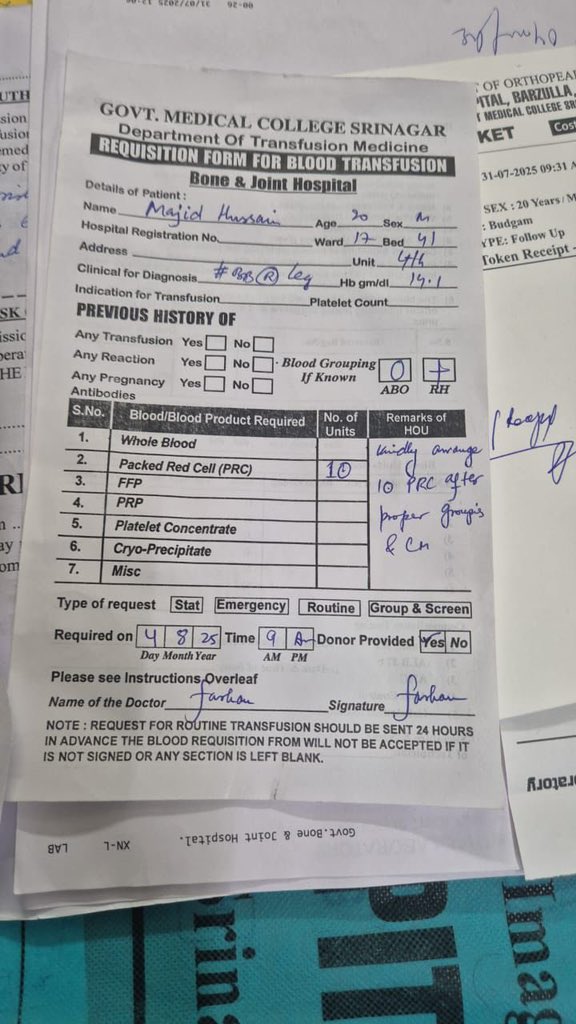 GOVT. MEDICAL COLLEGE SRINAGAR
Department Of Transfusion Medicine
REQUISITION FORM FOR BLOOD TRANSFUSION
Bone & Joint Hospital
Details of Patient :
Name Majid Hussain Age 20 Sex M
Hospital Registration No. Ward 17 Bed 41
Address Unit
Clinical for Diagnosis # BB (R) leg Hb gm/dl 14.1
Indication for Transfusion Platelet Count
PREVIOUS HISTORY OF
Any Transfusion Yes No
Any Reaction Yes No Blood Grouping If Known O + ABO RH
Any Pregnancy Yes No
Antibodies
S.No. Blood/Blood Product Required No. of Units Remarks of HOU
1. Whole Blood
2. Packed Red Cell (PRC) 10
3. FFP
4. PRP
5. Platelet Concentrate
6. Cryo-Precipitate
7. Misc
Kindly arrange
10 PRC after
proper
& CM
Type of request Stat Emergency Routine Group & Screen
Required on 4 8 25 Time 9 A Donor Provided Yes No
Day Month Year AM PM
Please see Instructions Overleaf
Name of the Doctor Farhan Signature Farhan
NOTE : REQUEST FOR ROUTINE TRANSFUSION SHOULD BE SENT 24 HOURS
IN ADVANCE THE BLOOD REQUISITION FROM WILL NOT BE ACCEPTED IF IT
IS NOT SIGNED OR ANY SECTION IS LEFT BLANK.
OF ORTHOPEA
ITAL, BARZULLA,
MEDICAL COLLEGE SR
KET Cos
31-07-2025 09:31 A
SEX : 20 Years/M
: Budgam
YPE: Follow Up
Token Receipt -
Govt.Bone & Joint Hospital.
XN-L LAB